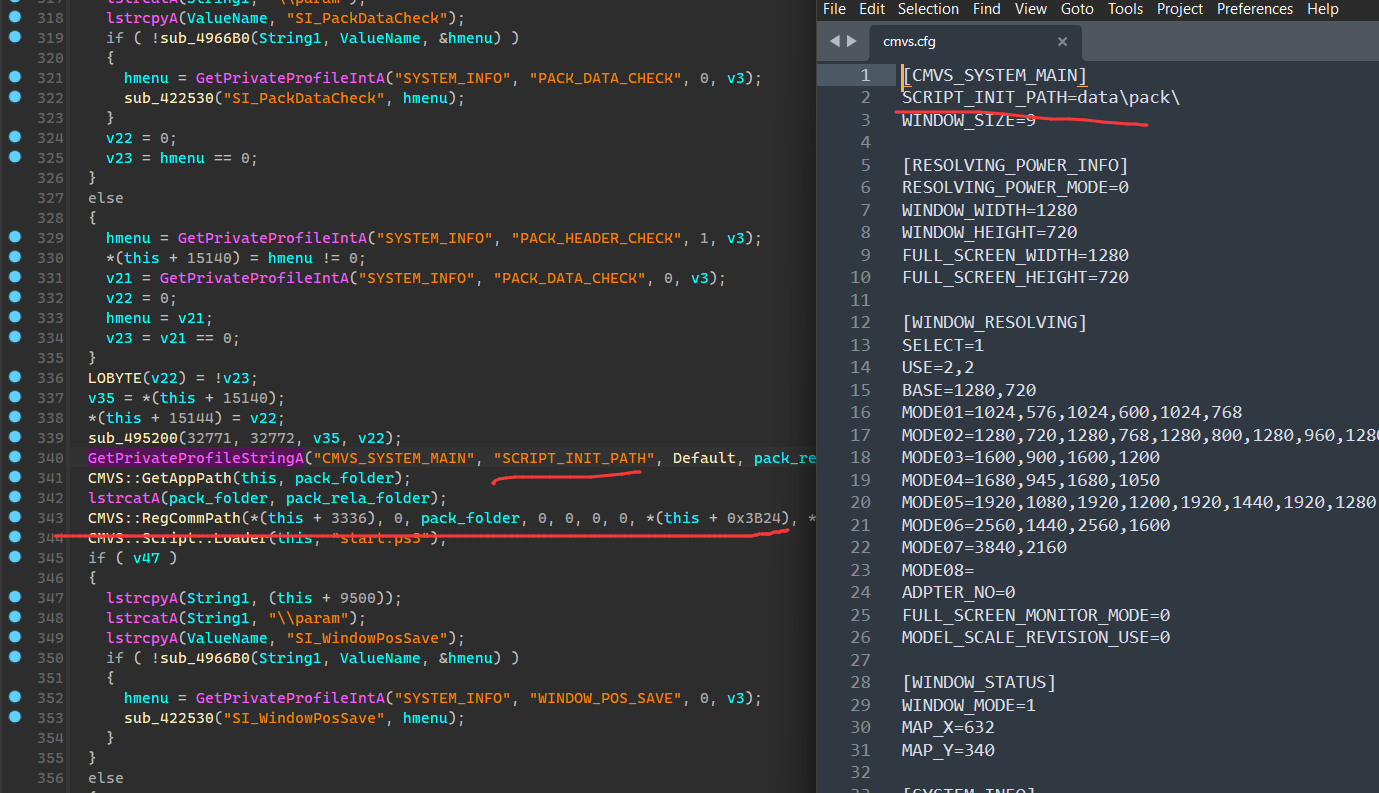 317 lstrcatA(String1, "\\param");
318 lstrcpyA(ValueName, "SI_PackDataCheck");
319 if ( !sub_4966B0(String1, ValueName, &hmenu) )
320 {
321 hmenu = GetPrivateProfileIntA("SYSTEM_INFO", "PACK_DATA_CHECK", 0, v3);
322 sub_422530("SI_PackDataCheck", hmenu);
323 }
324 v22 = 0;
325 v23 = hmenu == 0;
326 }
327 else
328 {
329 hmenu = GetPrivateProfileIntA("SYSTEM_INFO", "PACK_HEADER_CHECK", 1, v3);
330 *(this + 15140) = hmenu != 0;
331 v21 = GetPrivateProfileIntA("SYSTEM_INFO", "PACK_DATA_CHECK", 0, v3);
332 v22 = 0;
333 hmenu = v21;
334 v23 = v21 == 0;
335 }
336 LOBYTE(v22) = !v23;
337 v35 = *(this + 15140);
338 *(this + 15144) = v22;
339 sub_495200(32771, 32772, v35, v22);
340 GetPrivateProfileStringA("CMVS_SYSTEM_MAIN", "SCRIPT_INIT_PATH", Default, pack_re
341 CMVS::GetAppPath(this, pack_folder);
342 lstrcatA(pack_folder, pack_rela_folder);
343 CMVS::RegCommPath(*(this + 3336), 0, pack_folder, 0, 0, 0, 0, *(this + 0x3B24), *
344 CMVS::Script::Loader(this, "start.ps3");
345 if ( v47 )
346 {
347 lstrcpyA(String1, (this + 9500));
348 lstrcatA(String1, "\\param");
349 lstrcpyA(ValueName, "SI_WindowPosSave");
350 if ( !sub_4966B0(String1, ValueName, &hmenu) )
351 {
352 hmenu = GetPrivateProfileIntA("SYSTEM_INFO", "WINDOW_POS_SAVE", 0, v3);
353 sub_422530("SI_WindowPosSave", hmenu);
354 }
355 }
356 else
File Edit Selection Find View Goto Tools Project Preferences Help
cmvs.cfg
1 [CMVS_SYSTEM_MAIN]
2 SCRIPT_INIT_PATH=data\pack\
3 WINDOW_SIZE=9
4
5 [RESOLVING_POWER_INFO]
6 RESOLVING_POWER_MODE=0
7 WINDOW_WIDTH=1280
8 WINDOW_HEIGHT=720
9 FULL_SCREEN_WIDTH=1280
10 FULL_SCREEN_HEIGHT=720
11
12 [WINDOW_RESOLVING]
13 SELECT=1
14 USE=2,2
15 BASE=1280,720
16 MODE01=1024,576,1024,600,1024,768
17 MODE02=1280,720,1280,768,1280,800,1280,960,1280
18 MODE03=1600,900,1600,1200
19 MODE04=1680,945,1680,1050
20 MODE05=1920,1080,1920,1200,1920,1440,1920,1280
21 MODE06=2560,1440,2560,1600
22 MODE07=3840,2160
23 MODE08=
24 ADPTER_NO=0
25 FULL_SCREEN_MONITOR_MODE=0
26 MODEL_SCALE_REVISION_USE=0
27
28 [WINDOW_STATUS]
29 WINDOW_MODE=1
30 MAP_X=632
31 MAP_Y=340
32
33 [SYSTEM_INFO]